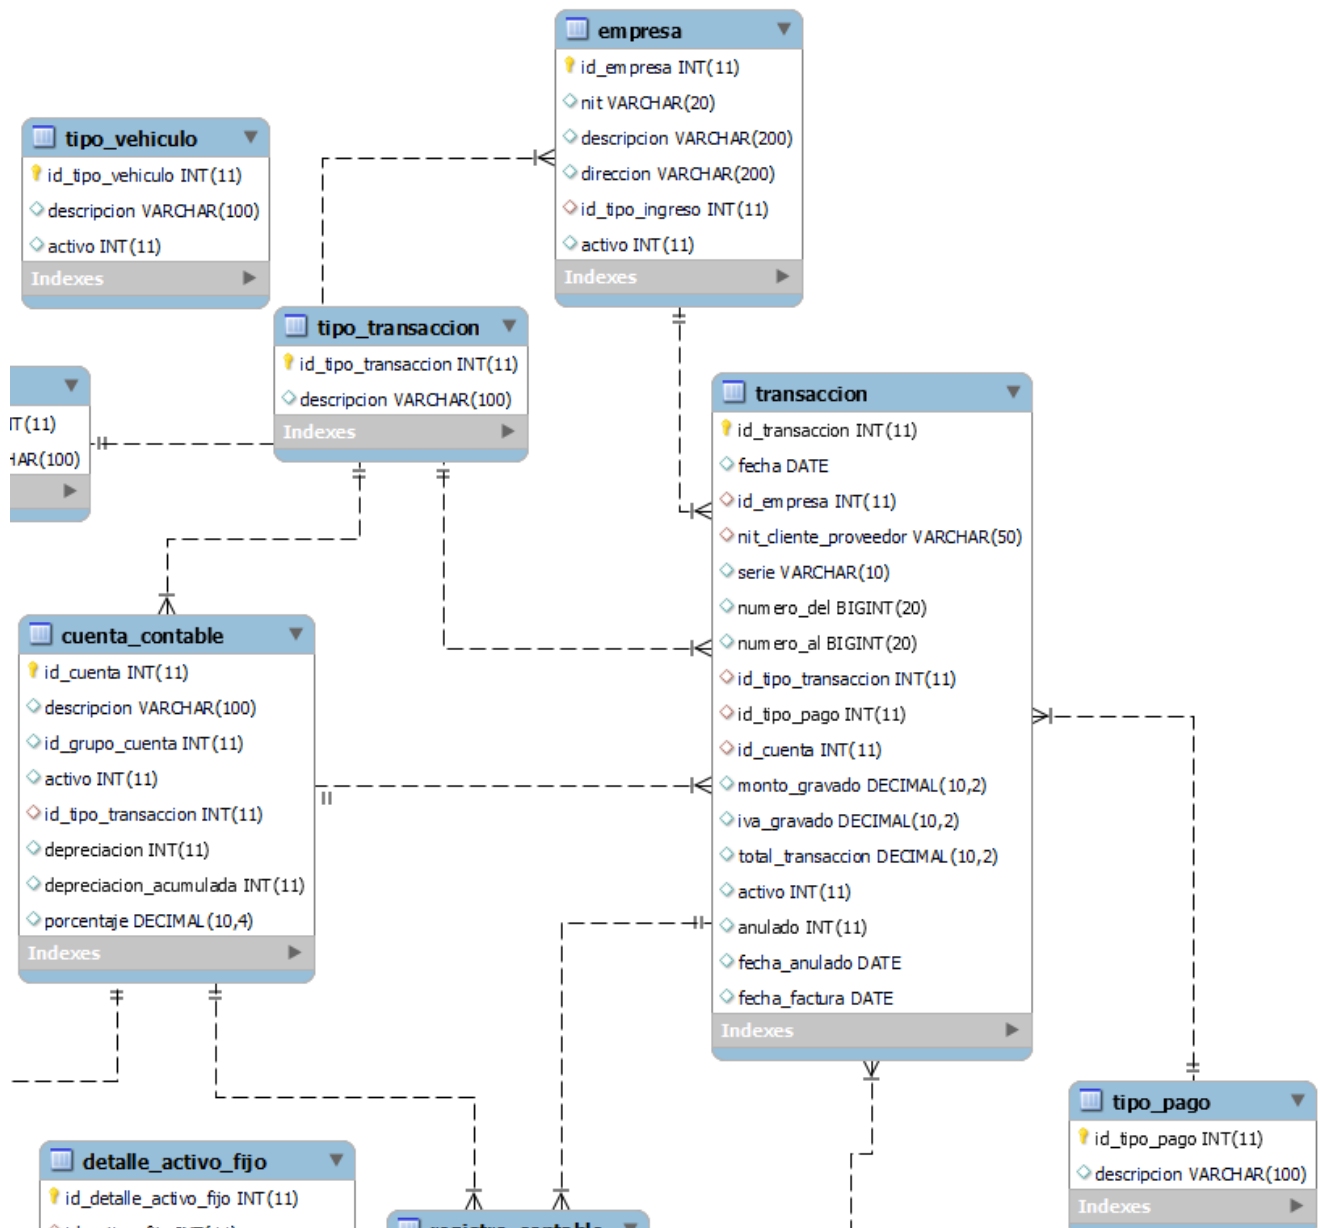 empresa
id_empresa INT(11)
nit VARCHAR(20)
descripcion VARCHAR(200)
direccion VARCHAR(200)
id_tipo_ingreso INT(11)
activo INT(11)
Indexes
tipo_vehiculo
id_tipo_vehiculo INT(11)
descripcion VARCHAR(100)
activo INT(11)
Indexes
tipo_transaccion
id_tipo_transaccion INT(11)
descripcion VARCHAR(100)
Indexes
(11)
(100)
transaccion
id_transaccion INT(11)
fecha DATE
id_empresa INT(11)
nit_cliente_proveedor VARCHAR(50)
serie VARCHAR(10)
numero_del BIGINT(20)
numero_al BIGINT(20)
id_tipo_transaccion INT(11)
id_tipo_pago INT(11)
id_cuenta INT(11)
monto_gravado DECIMAL(10,2)
iva_gravado DECIMAL(10,2)
total_transaccion DECIMAL(10,2)
activo INT(11)
anulado INT(11)
fecha_anulado DATE
fecha_factura DATE
Indexes
cuenta_contable
id_cuenta INT(11)
descripcion VARCHAR(100)
id_grupo_cuenta INT(11)
activo INT(11)
id_tipo_transaccion INT(11)
depreciacion INT(11)
depreciacion_acumulada INT(11)
porcentaje DECIMAL(10,4)
Indexes
tipo_pago
id_tipo_pago INT(11)
descripcion VARCHAR(100)
Indexes
detalle_activo_fijo
id_detalle_activo_fijo INT(11)